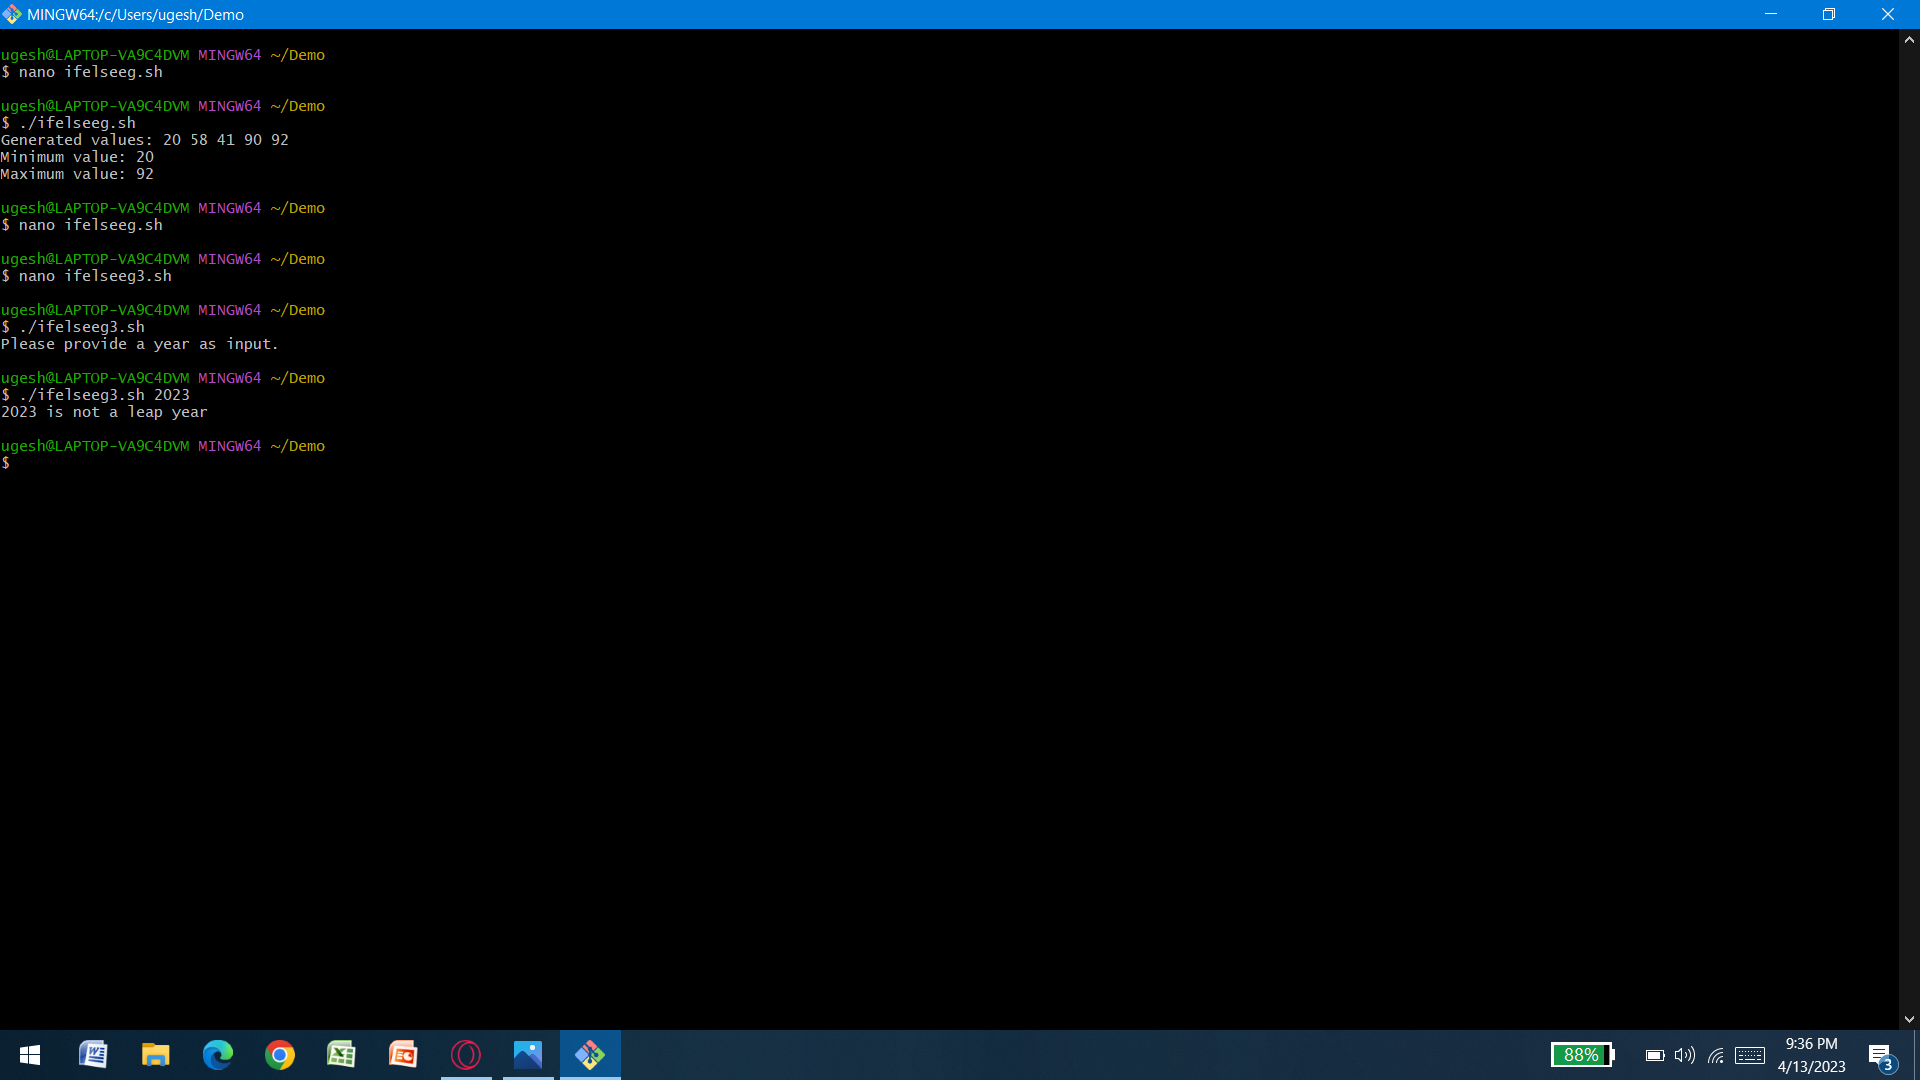 MINGW64:/c/Users/ugesh/Demo
ugesh@LAPTOP-VA9C4DVM MINGW64 ~/Demo
$ nano ifelseeg.sh
ugesh@LAPTOP-VA9C4DVM MINGW64 ~/Demo
$ ./ifelseeg.sh
Generated values: 20 58 41 90 92
Minimum value: 20
Maximum value: 92
ugesh@LAPTOP-VA9C4DVM MINGW64 ~/Demo
$ nano ifelseeg.sh
ugesh@LAPTOP-VA9C4DVM MINGW64 ~/Demo
$ nano ifelseeg3.sh
ugesh@LAPTOP-VA9C4DVM MINGW64 ~/Demo
$ ./ifelseeg3.sh
Please provide a year as input.
ugesh@LAPTOP-VA9C4DVM MINGW64 ~/Demo
$ ./ifelseeg3.sh 2023
2023 is not a leap year
ugesh@LAPTOP-VA9C4DVM MINGW64 ~/Demo
$
88%
9:36 PM
4/13/2023
3